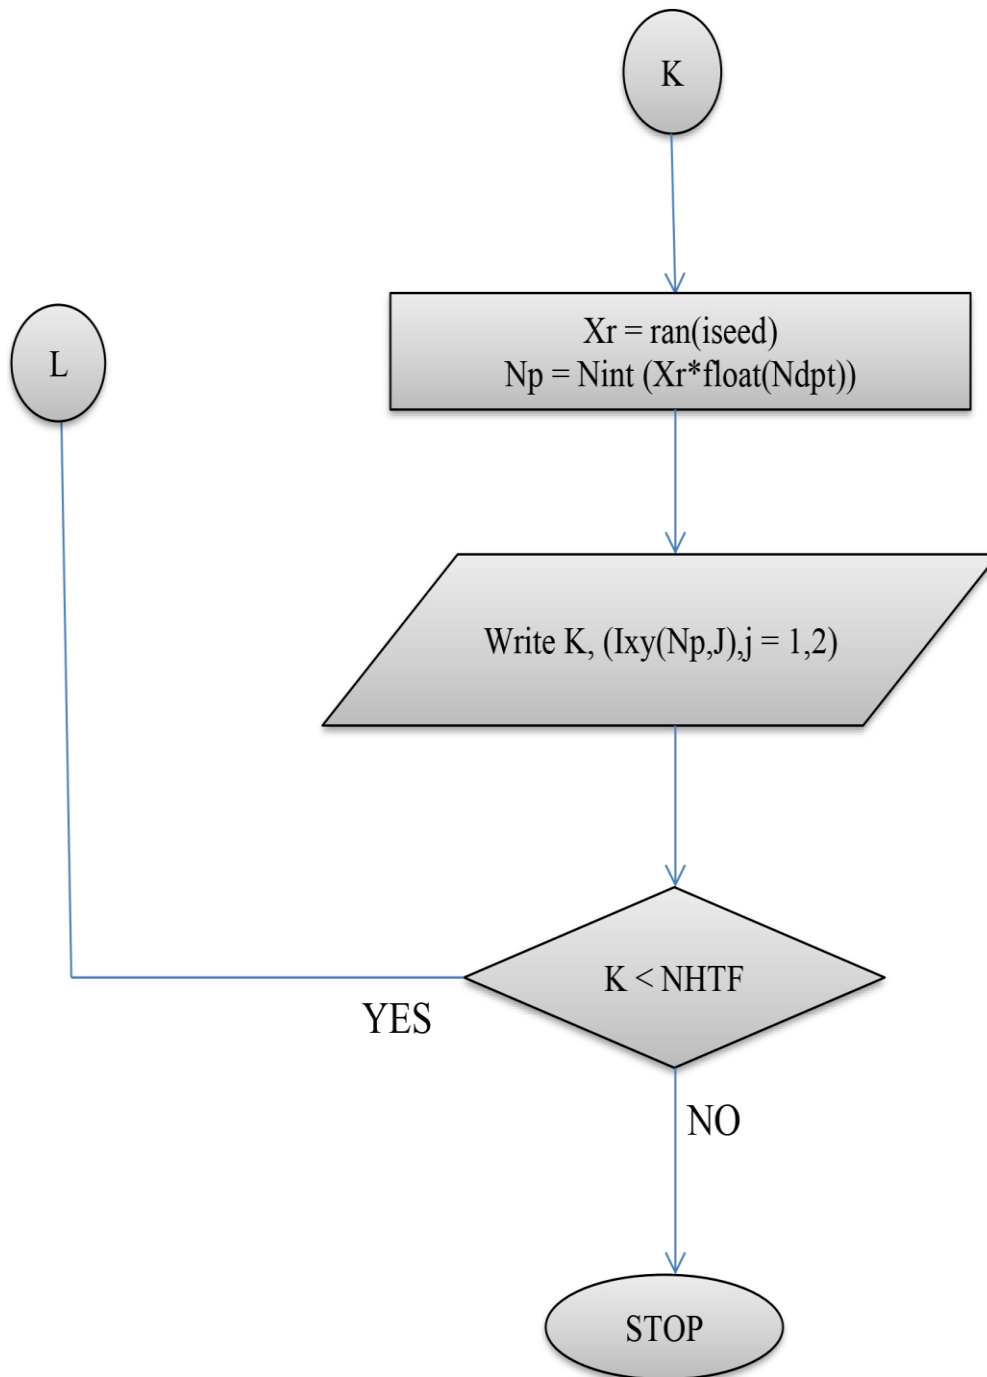 K
L
Xr = ran(iseed)
Np = Nint (Xr*float(Ndpt))
Write K, (Ixy(Np,J),j = 1,2)
K < NHTF
YES
NO
STOP